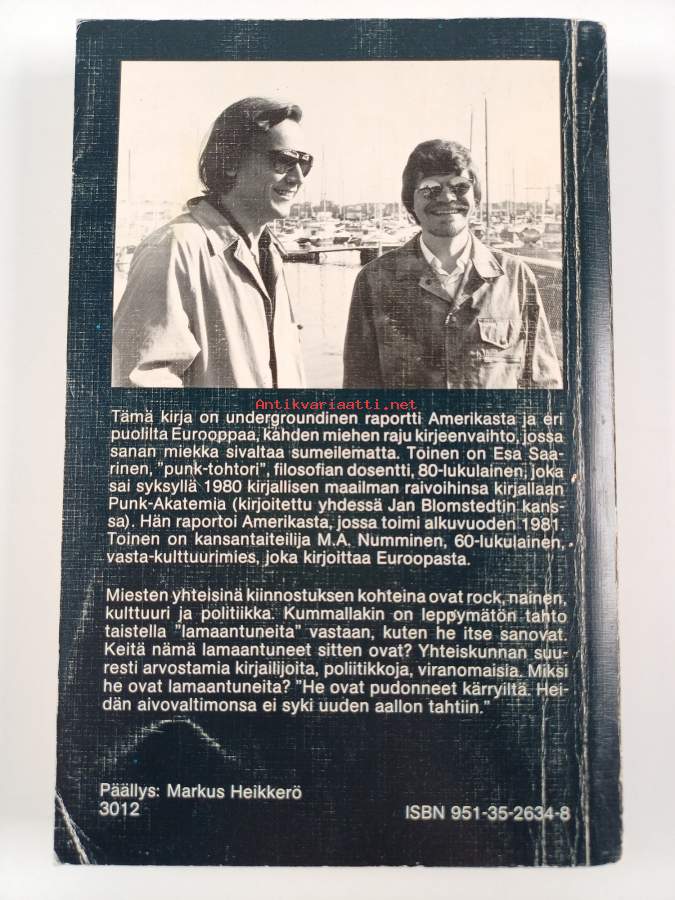 Antikvariaatti.net
Tämä kirja on undergroundinen raportti Amerikasta ja eri
puolilta Eurooppaa, kahden miehen raju kirjeenvaihto, jossa
sanan miekka sivaltaa sumeilematta. Toinen on Esa Saa-
rinen, "punk-tohtori", filosofian dosentti, 80-lukulainen, joka
sai syksyllä 1980 kirjallisen maailman raivoihinsa kirjallaan
Punk-Akatemia (kirjoitettu yhdessä Jan Blomstedtin kans-
sa). Hän raportoi Amerikasta, jossa toimi alkuvuoden 1981.
Toinen on kansantaiteilija M.A. Numminen, 60-lukulainen,
vasta-kulttuurimies, joka kirjoittaa Euroopasta.
Miesten yhteisinä kiinnostuksen kohteina ovat rock, nainen,
kulttuuri ja politiikka. Kummallakin on leppymätön tahto
taistella "lamaantuneita" vastaan, kuten he itse sanovat.
Keitä nämä lamaantuneet sitten ovat? Yhteiskunnan suu-
resti arvostamia kirjailijoita, poliitikkoja, viranomaisia. Miksi
he ovat lamaantuneita? "He ovat pudonneet kärryiltä. Hei-
dän aivovaltimonsa ei syki uuden aallon tahtiin."
Päällys: Markus Heikkerö
3012
ISBN 951-35-2634-8